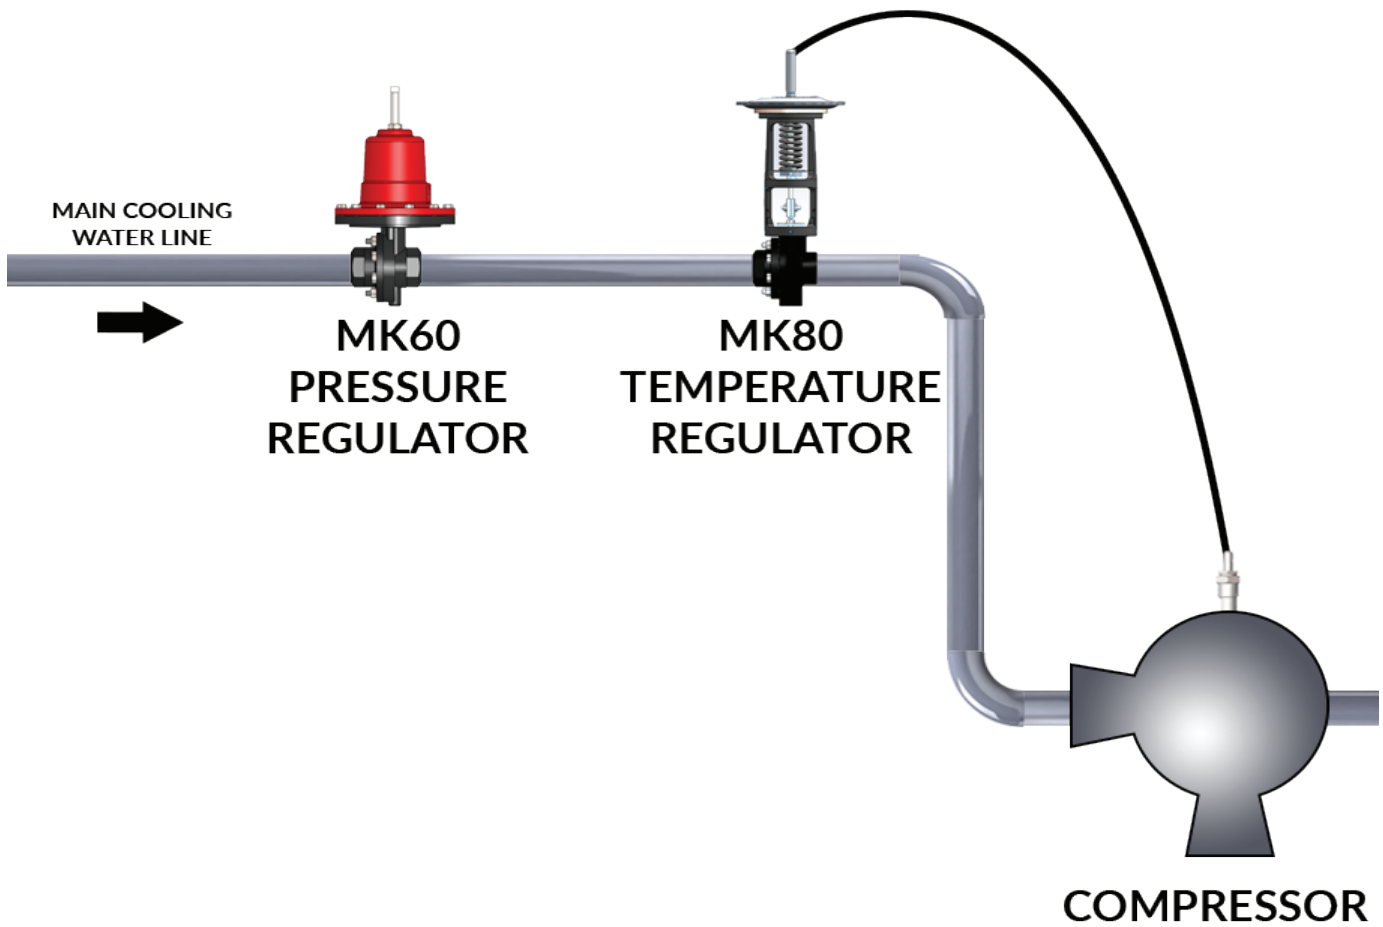 MAIN COOLING
WATER LINE
MK60
PRESSURE
REGULATOR
MK80
TEMPERATURE
REGULATOR
COMPRESSOR